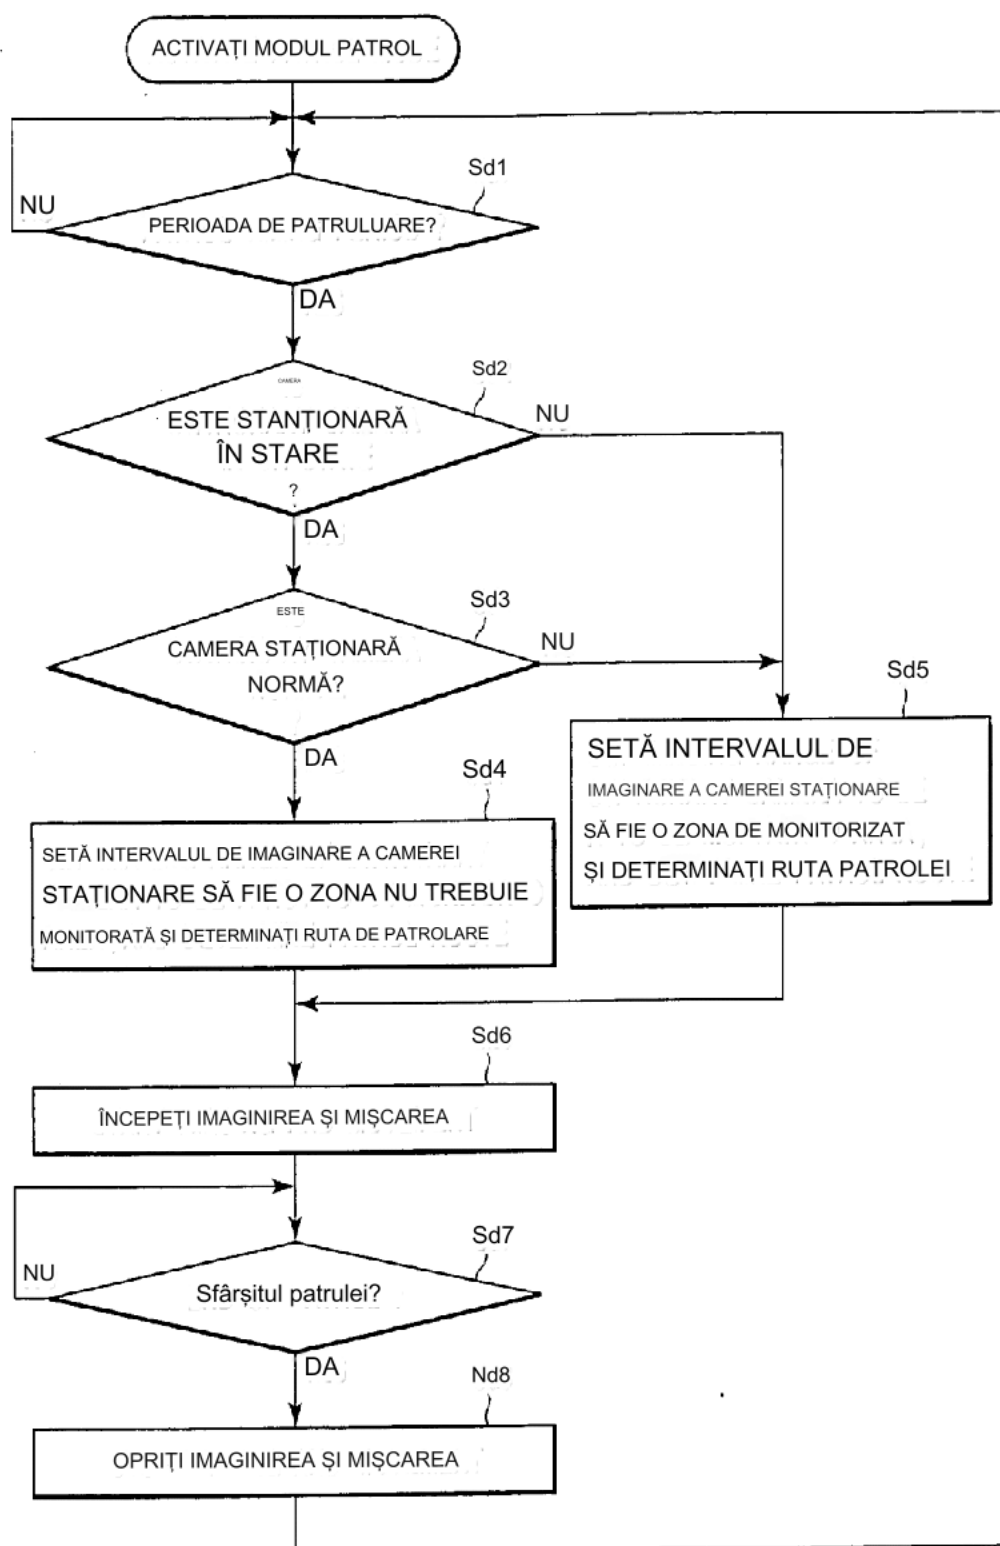 ACTIVAȚI MODUL PATROL
Sd1
NU
PERIOADA DE PATRULUARE?
DA
Sd2
CAMERA
NU
ESTE STANȚIONARĂ
ÎN STARE
?
DA
Sd3
ESTE
NU
CAMERA STAȚIONARĂ
NORMĂ?
Sd5
DA
SETĂ INTERVALUL DE
IMAGINARE A CAMEREI STAȚIONARE
SĂ FIE O ZONA DE MONITORIZAT
ȘI DETERMINAȚI RUTA PATROLEI
Sd4
SETĂ INTERVALUL DE IMAGINARE A CAMEREI
STAȚIONARE SĂ FIE O ZONA NU TREBUIE
MONITORATĂ ȘI DETERMINAȚI RUTA DE PATROLARE
Sd6
ÎNCEPEȚI IMAGINIREA ȘI MIȘCAREA
Sd7
NU
Sfârșitul patrulei?
DA
Nd8
OPRIȚI IMAGINIREA ȘI MIȘCAREA